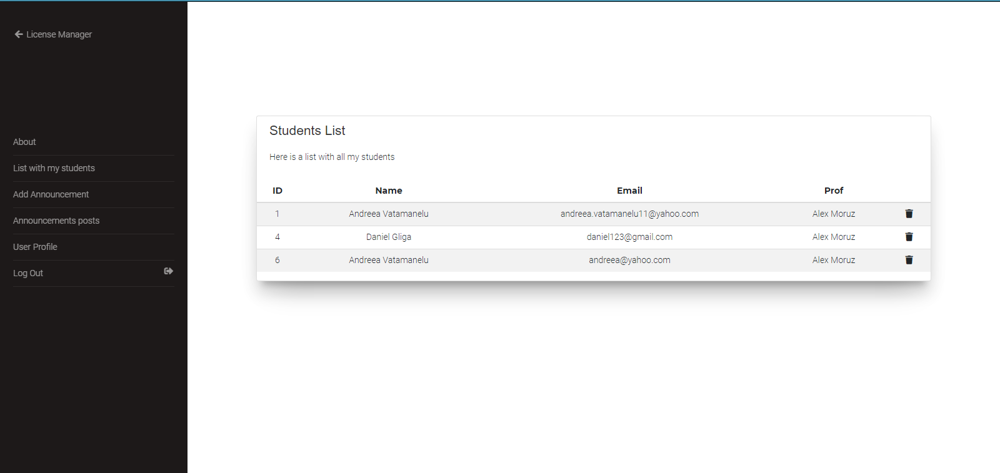 License Manager
About
List with my students
Add Announcement
Announcements posts
User Profile
Log Out
Students List
Here is a list with all my students
ID Name Email Prof
1 Andreea Vatamanelu andreea.vatamanelu11@yahoo.com Alex Moruz
4 Daniel Gliga daniel123@gmail.com Alex Moruz
6 Andreea Vatamanelu andreea@yahoo.com Alex Moruz